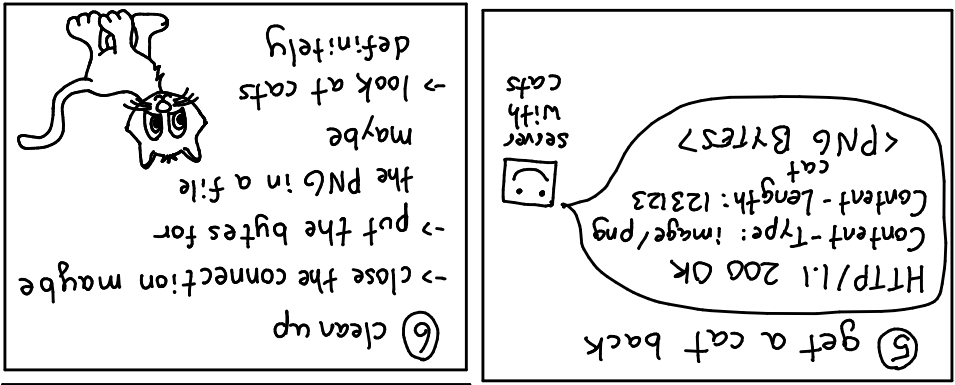 ⑤ get a cat back
HTTP/1.1 200 OK
Content-Type: image/png
Content-Length: 123123
cat
<PNG BYTES>
server
with
cats
⑥ clean up
-> close the connection maybe
-> put the bytes for
the PNG in a file
maybe
-> look at cats
definitely